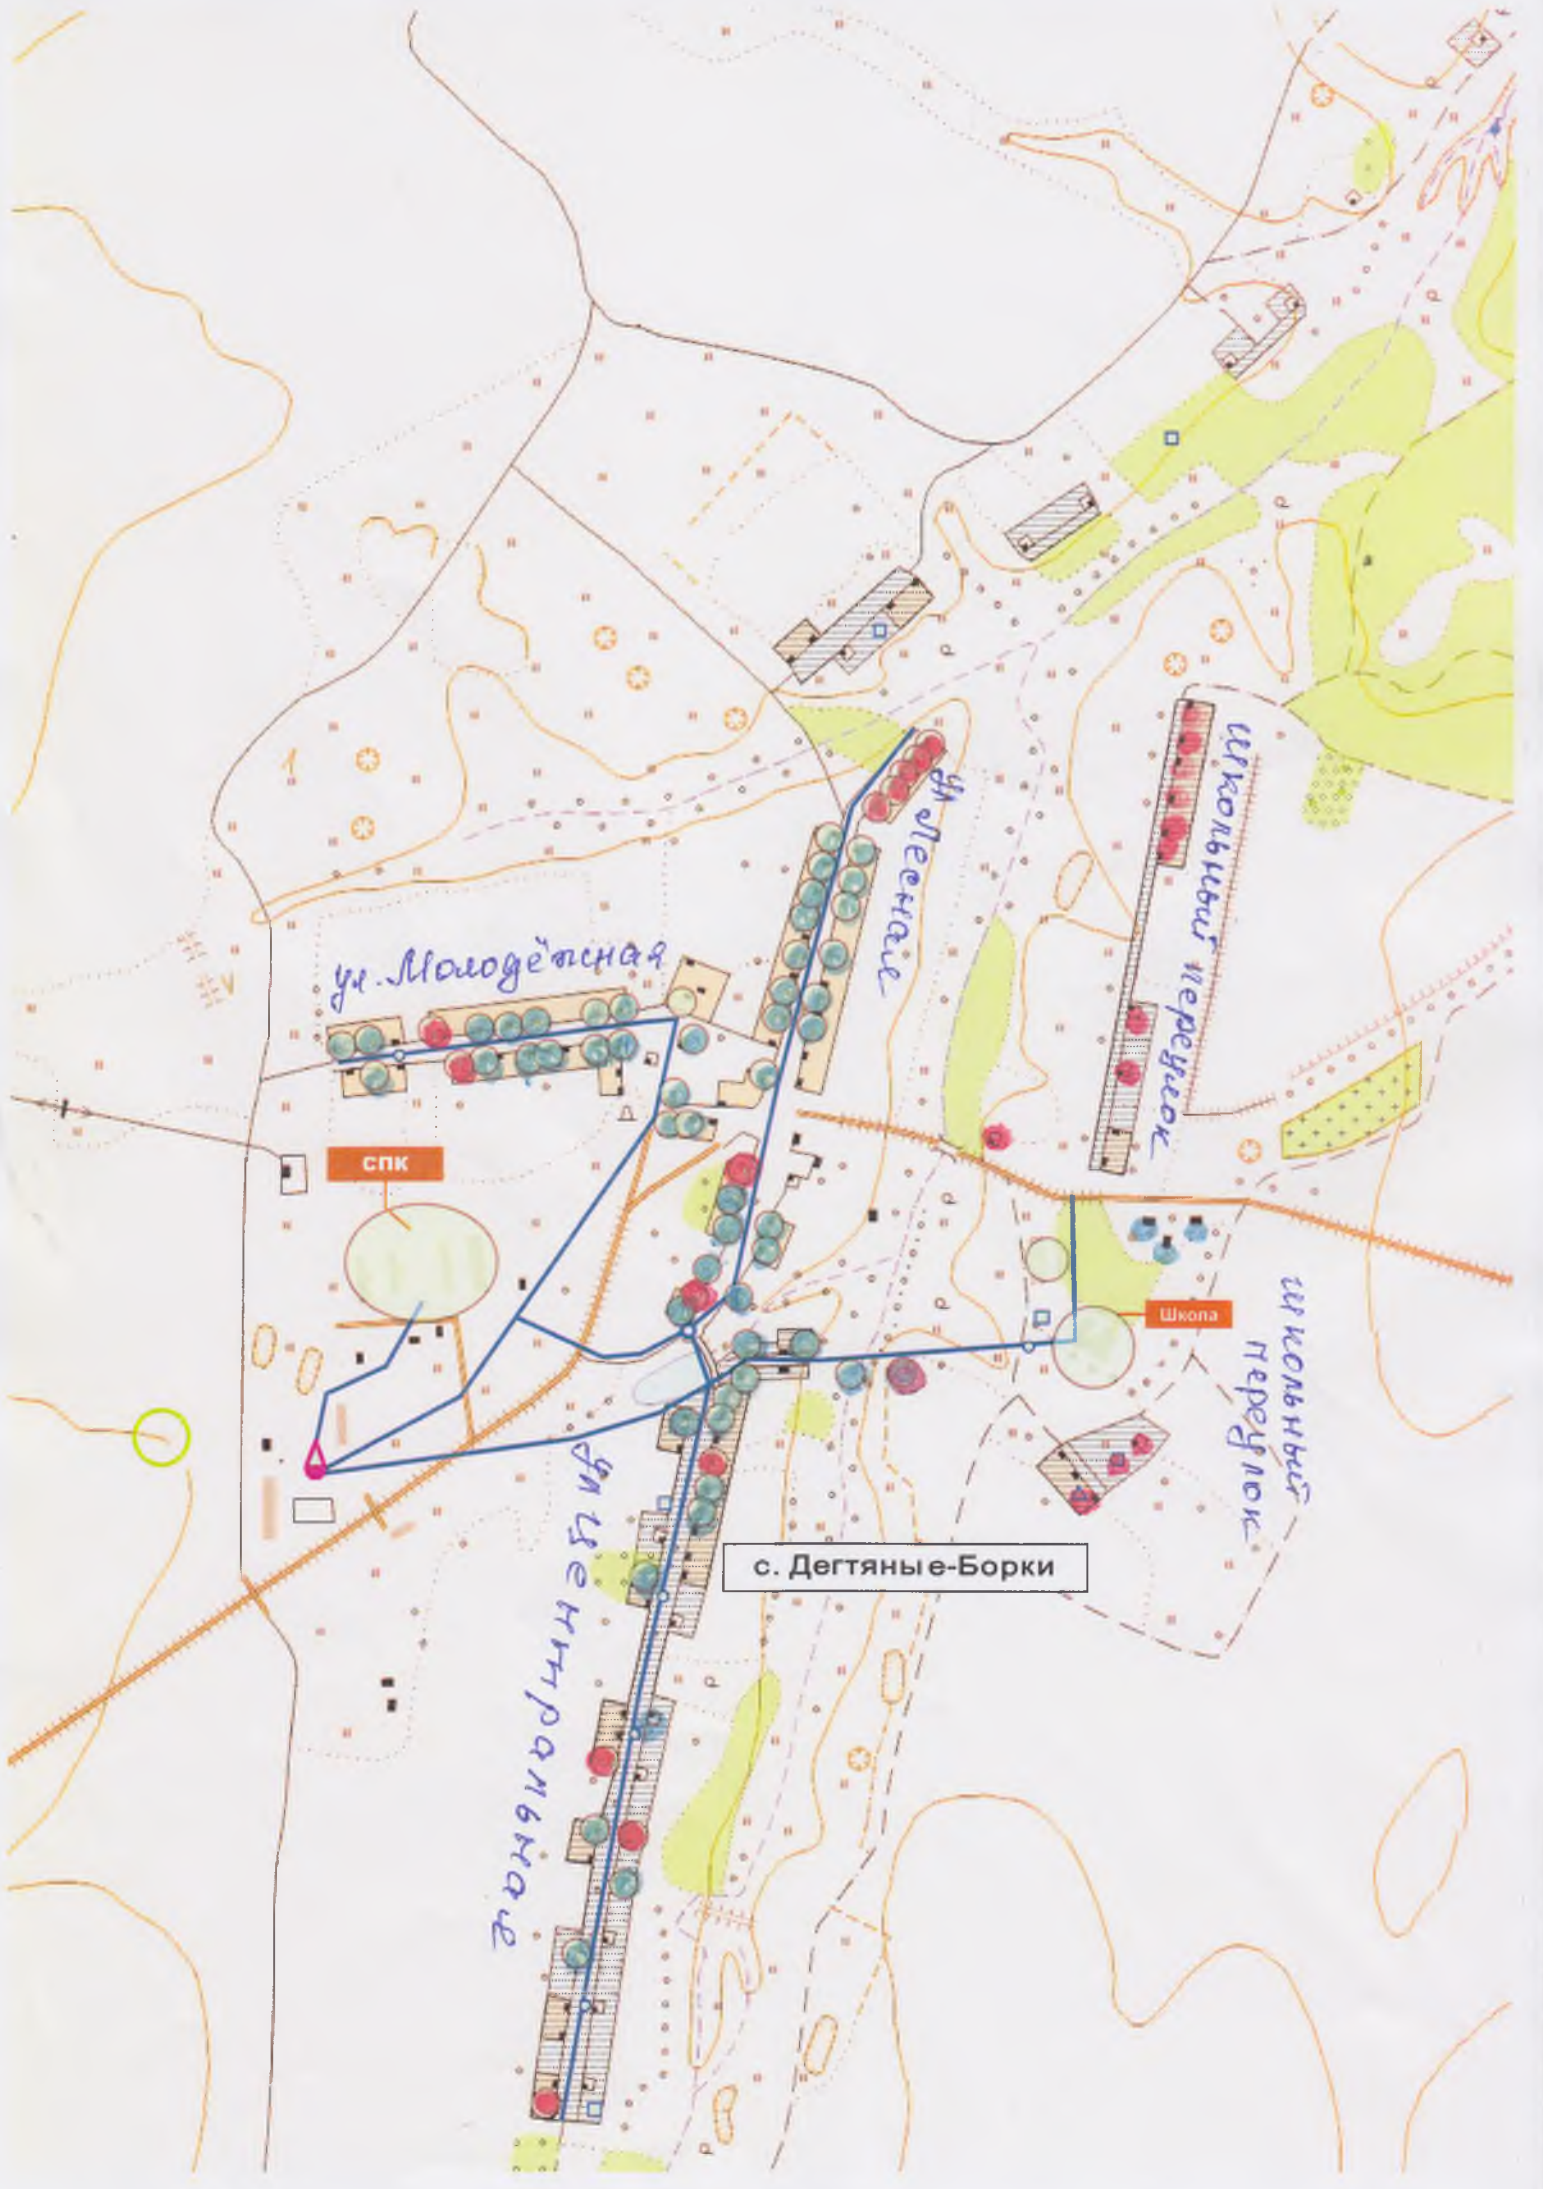 ул. Молодёжная
ул Лесная
Школьный переулок
СПК
Школа
школьный
переулок
с. Дегтяные-Борки
ул Центральная